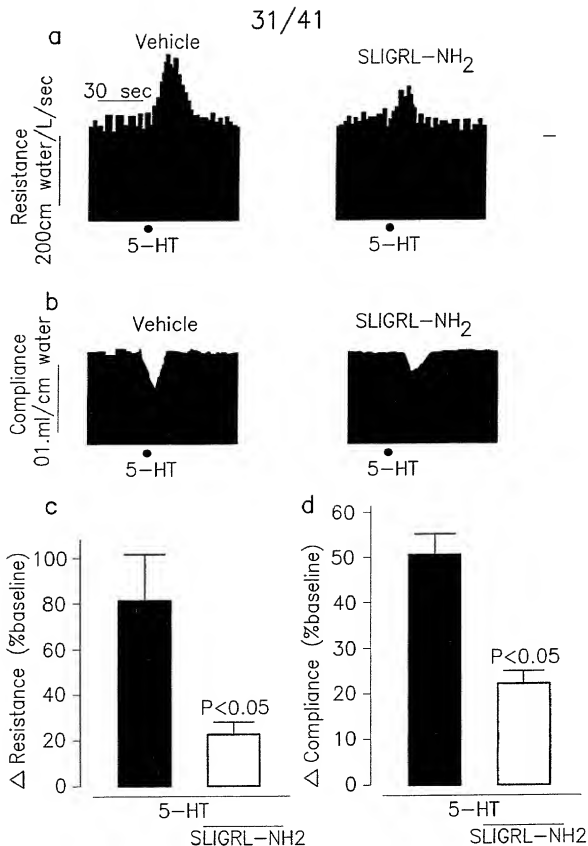 31/41
a
Vehicle
SLIGRL-NH2
30 sec
Resistance
200cm water/L/sec
5-HT
5-HT
b
Vehicle
SLIGRL-NH2
Compliance
01.ml/cm water
5-HT
5-HT
c
△ Resistance (%baseline)
100
80
60
40
20
0
P<0.05
5-HT
SLIGRL-NH2
d
△ Compliance (%baseline)
60
50
40
30
20
10
0
P<0.05
5-HT
SLIGRL-NH2